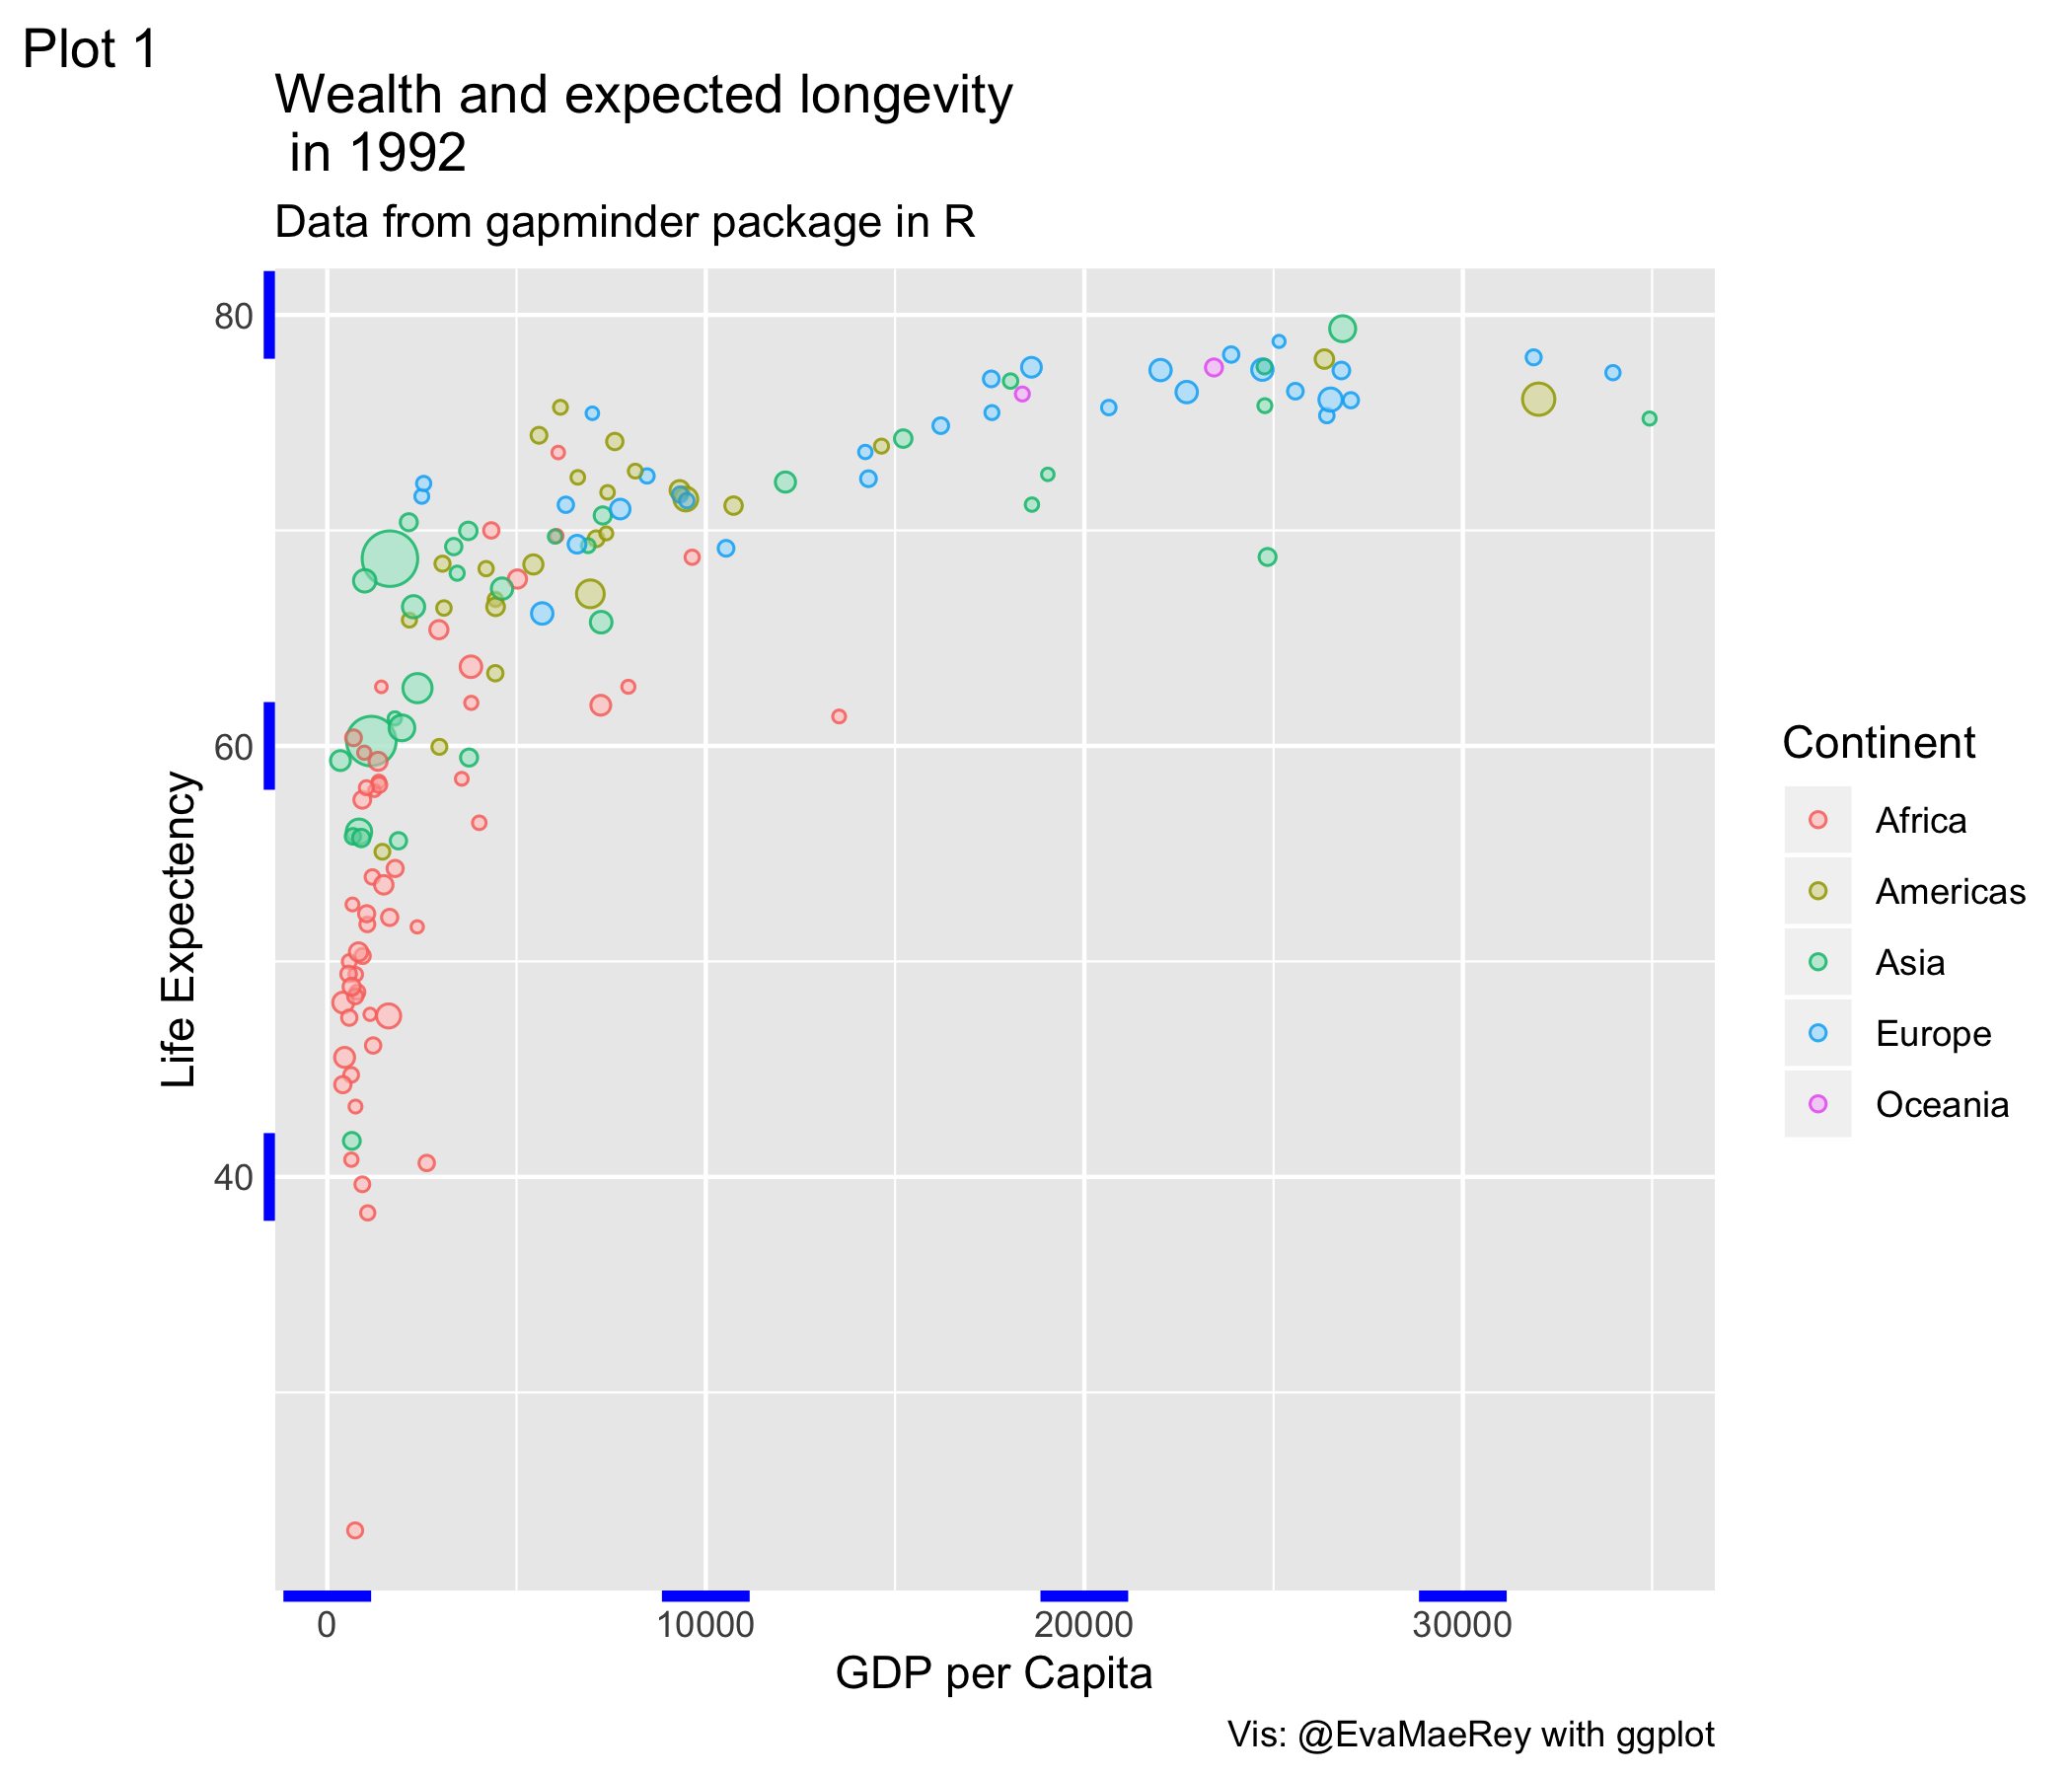 Plot 1
Wealth and expected longevity
in 1992
Data from gapminder package in R
80
60
40
Life Expectency
0 10000 20000 30000
GDP per Capita
Continent
Africa
Americas
Asia
Europe
Oceania
Vis: @EvaMaeRey with ggplot